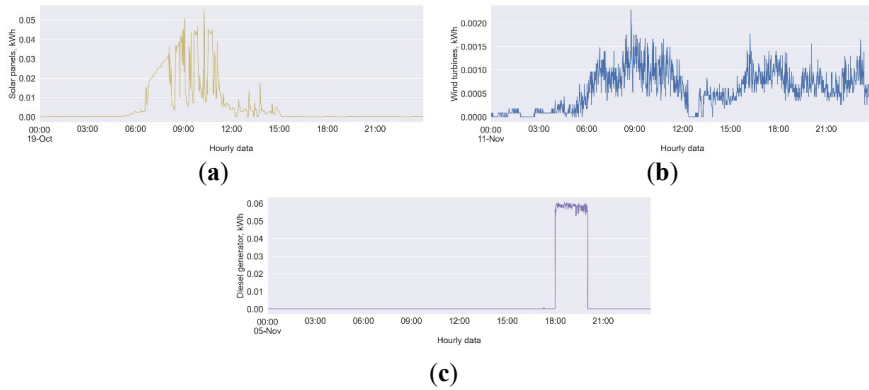 Solar panels, kWh
0.05
0.04
0.03
0.02
0.01
0.00
00:00 03:00 06:00 09:00 12:00 15:00 18:00 21:00
19-Oct
Hourly data
(a)
Wind turbines, kWh
0.0020
0.0015
0.0010
0.0005
0.0000
00:00 03:00 06:00 09:00 12:00 15:00 18:00 21:00
11-Nov
Hourly data
(b)
Diesel generator, kWh
0.06
0.05
0.04
0.03
0.02
0.01
0.00
00:00 03:00 06:00 09:00 12:00 15:00 18:00 21:00
05-Nov
Hourly data
(c)